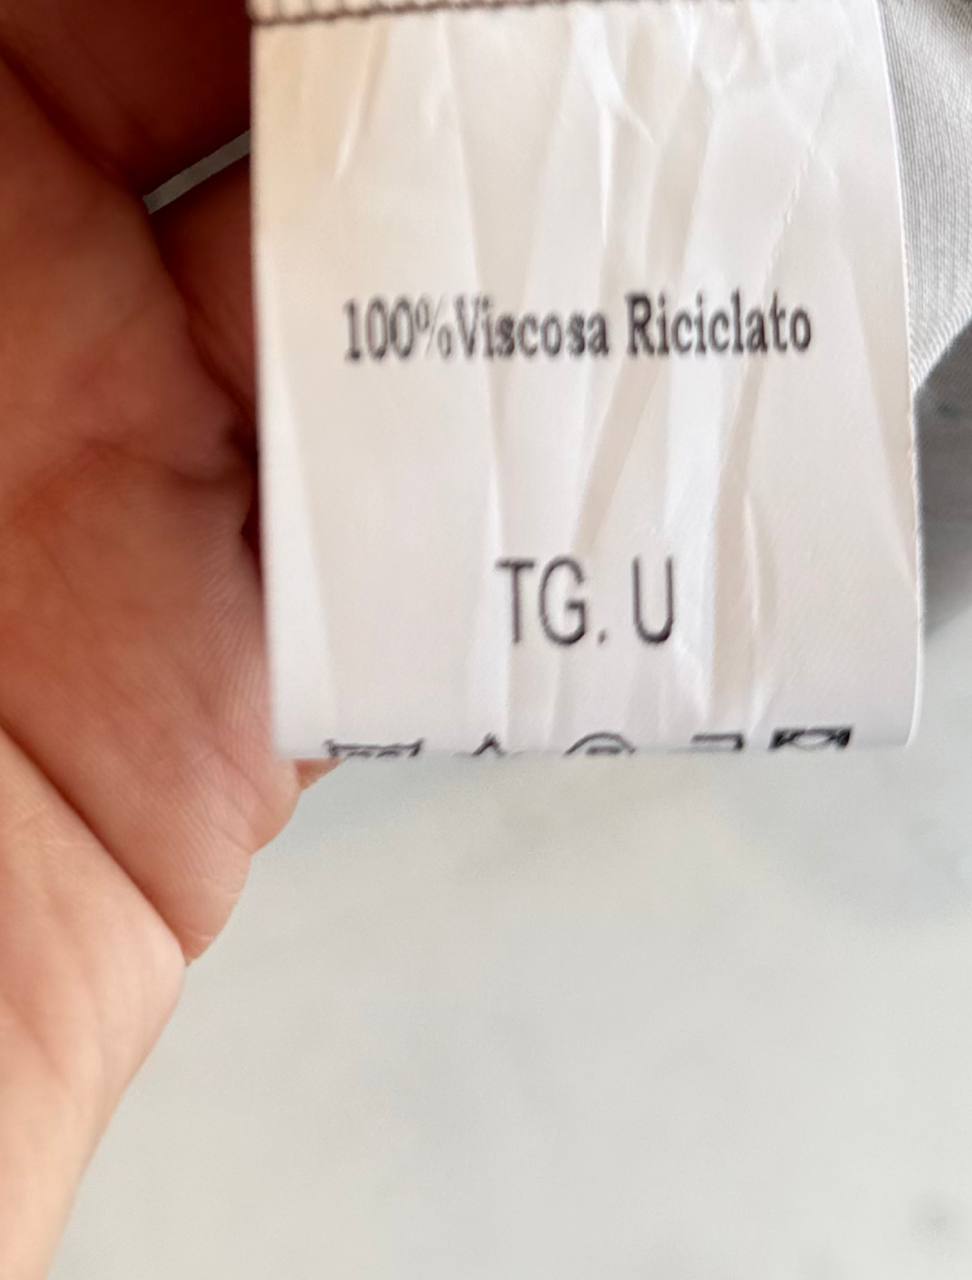 100%Viscosa Riciclato
TG. U